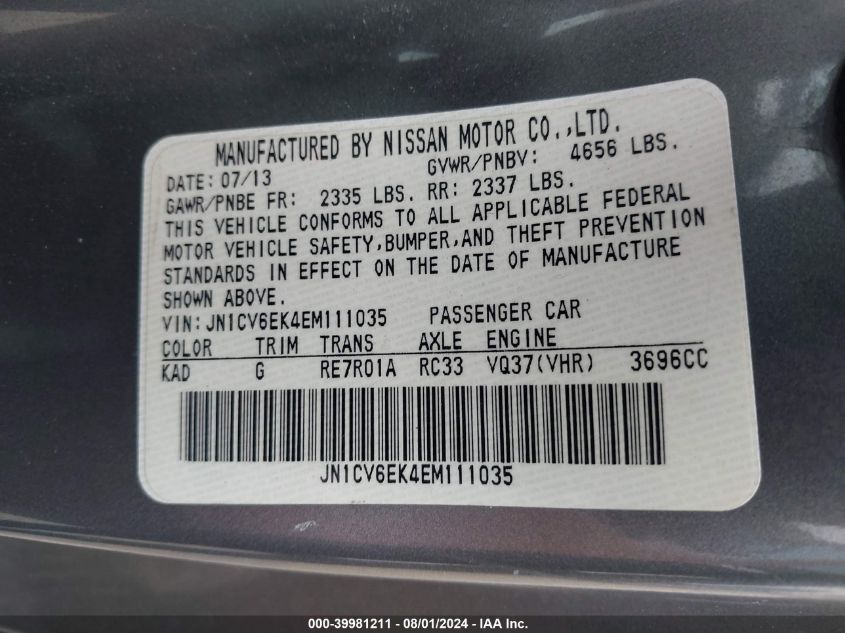 MANUFACTURED BY NISSAN MOTOR CO.,LTD.
DATE: 07/13 GVWR/PNBV: 4656 LBS.
GAWR/PNBE FR: 2335 LBS. RR: 2337 LBS.
THIS VEHICLE CONFORMS TO ALL APPLICABLE FEDERAL
MOTOR VEHICLE SAFETY,BUMPER,AND THEFT PREVENTION
STANDARDS IN EFFECT ON THE DATE OF MANUFACTURE
SHOWN ABOVE.
VIN: JN1CV6EK4EM111035 PASSENGER CAR
COLOR TRIM TRANS AXLE ENGINE
KAD G RE7R01A RC33 VQ37(VHR) 3696CC
JN1CV6EK4EM111035
000-39981211 - 08/01/2024 - IAA Inc.